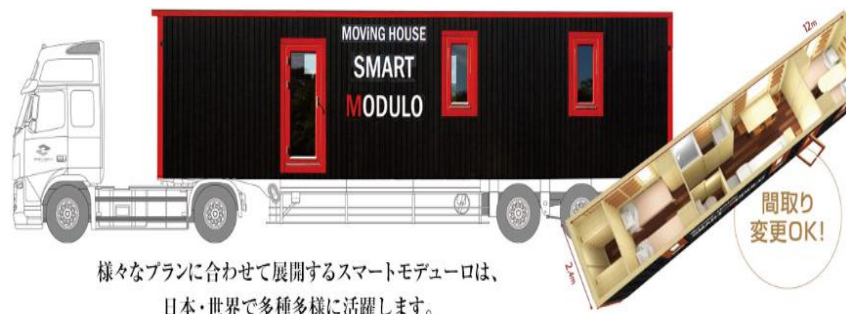 MOVING HOUSE
SMART
MODULO
12m
2.4m
間取り
変更OK!
様々なプランに合わせて展開するスマートモデューロは、
日本・世界で多種多様に活躍します。